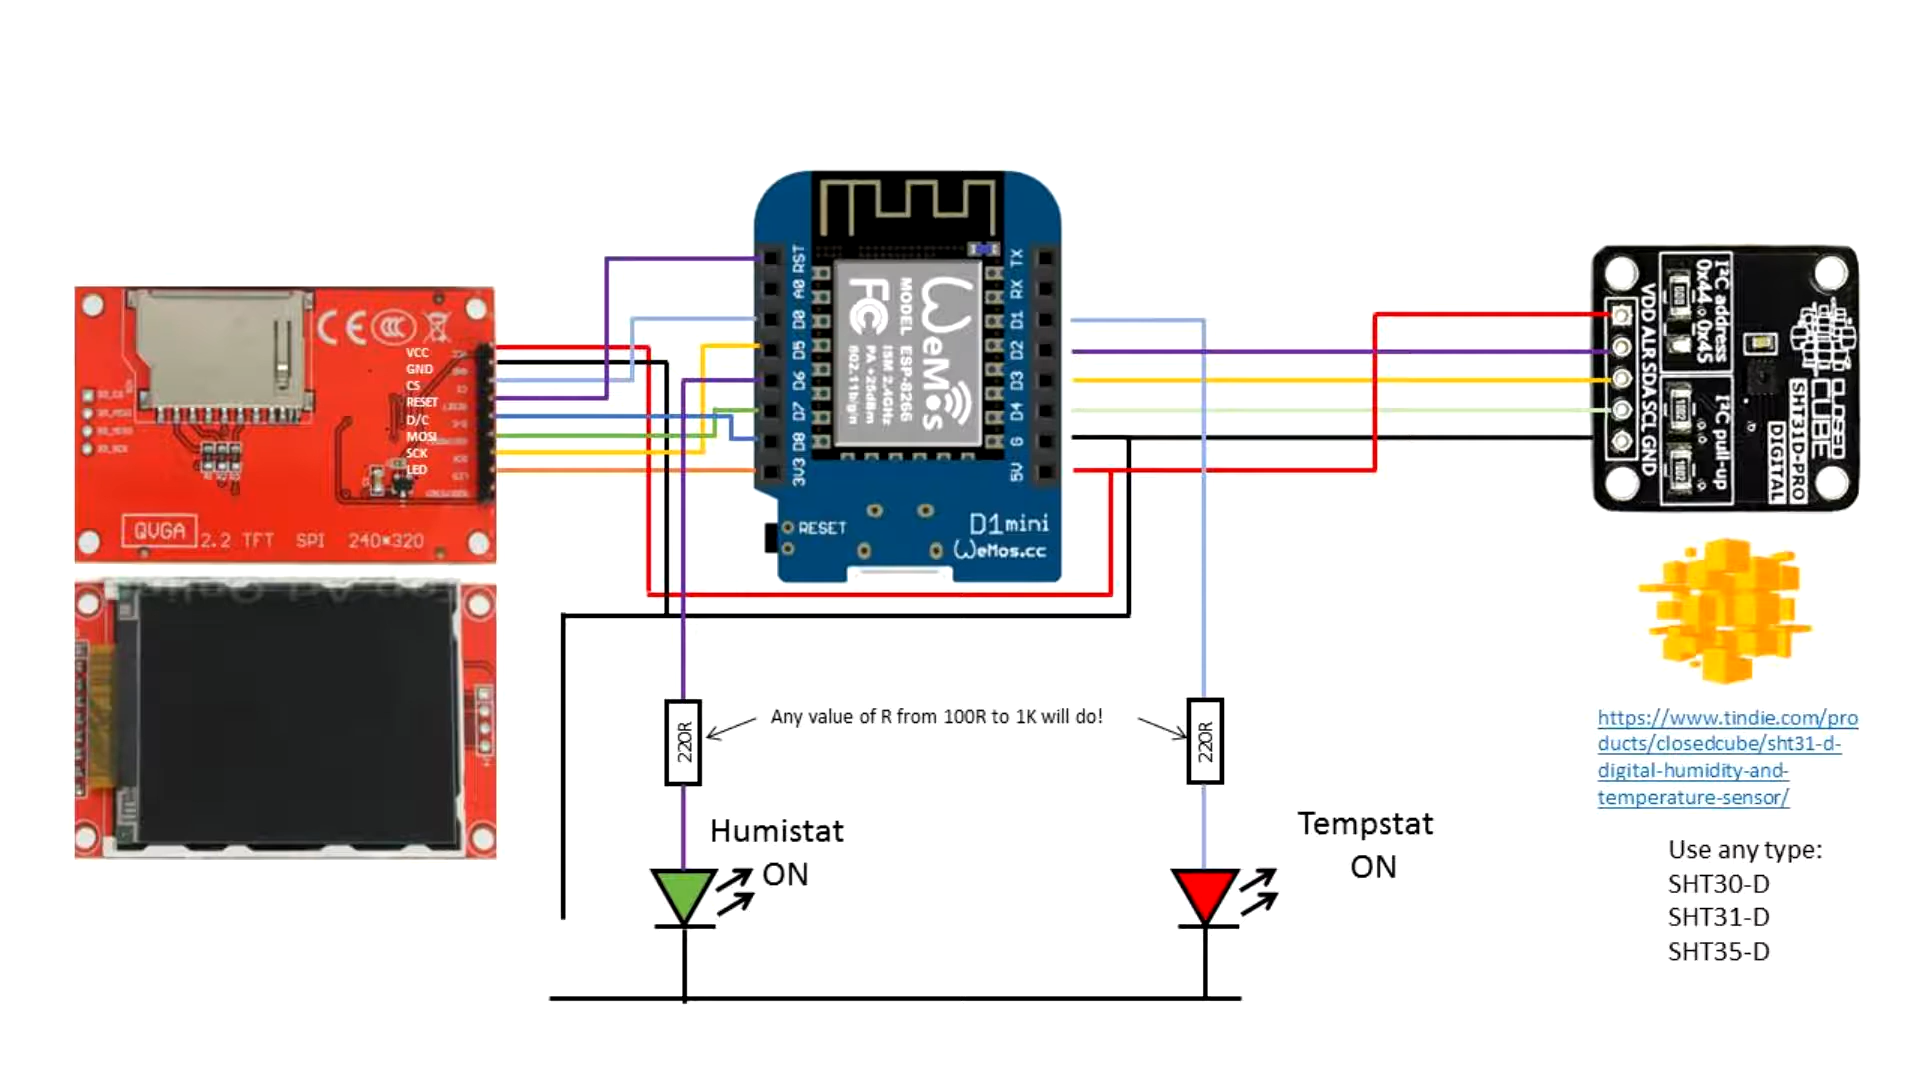 VCC
GND
CS
RESET
D/C
MOSI
SCK
LED
QVGA
2.2 TFT SPI 240*320
RST
A0
D0
D5
D6
D7
D8
3V3
TX
RX
D1
D2
D3
D4
G
5V
WeMos
MODEL ESP-8266
ISM 2.4GHz
PA +25dBm
802.11b/g/n
FC
RESET
D1 mini
WeMos.cc
VDD ALR SDA SCL GND
I²C address
0x44 0x45
I²C pull-up
CLOSED
CUBE
SHT31D-PRO
DIGITAL
Any value of R from 100R to 1K will do!
220R
220R
Humistat
ON
Tempstat
ON
https://www.tindie.com/pro
ducts/closedcube/sht31-d-
digital-humidity-and-
temperature-sensor/
Use any type:
SHT30-D
SHT31-D
SHT35-D